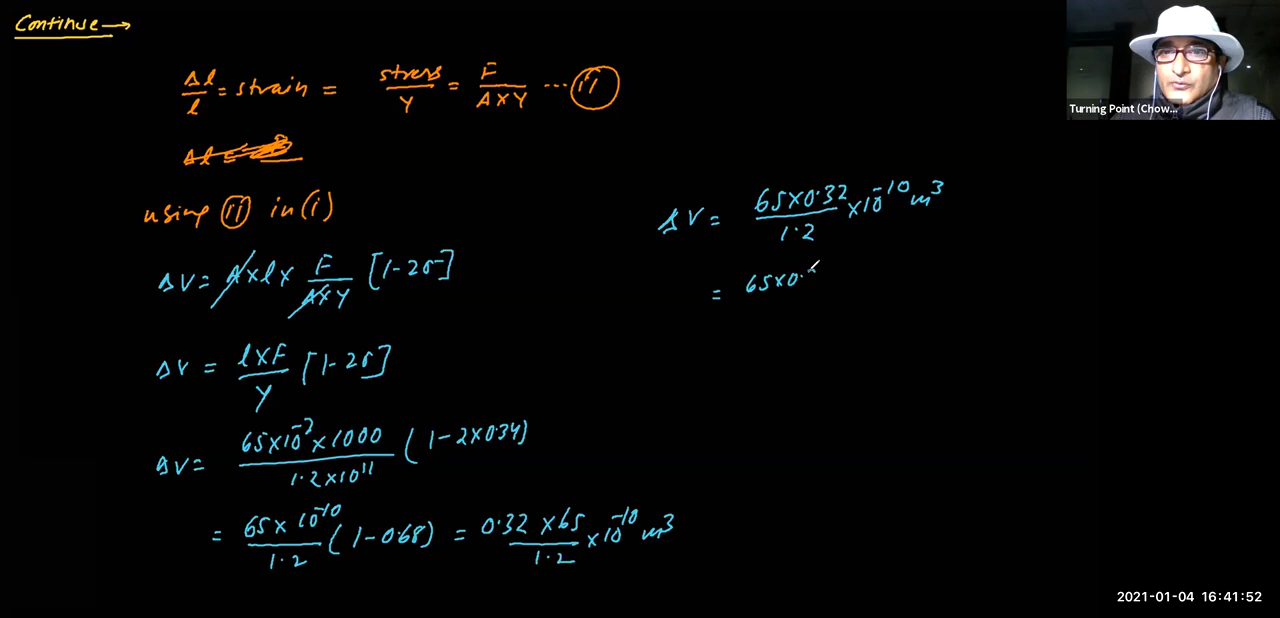 Continue →
Δl/l = strain = stress/Y = F/A×Y ... (ii)
using (ii) in (i)
ΔV = A×l× F/A×Y [1-2σ]
ΔV = l×F/Y [1-2σ]
ΔV = 65×10⁻²×1000/1.2×10¹¹ (1-2×0.34)
= 65×10⁻¹⁰/1.2 (1-0.68) = 0.32×65/1.2 ×10⁻¹⁰ m³
ΔV = 65×0.32/1.2 ×10⁻¹⁰ m³
= 65×0.
Turning Point (Chow...
2021-01-04 16:41:52